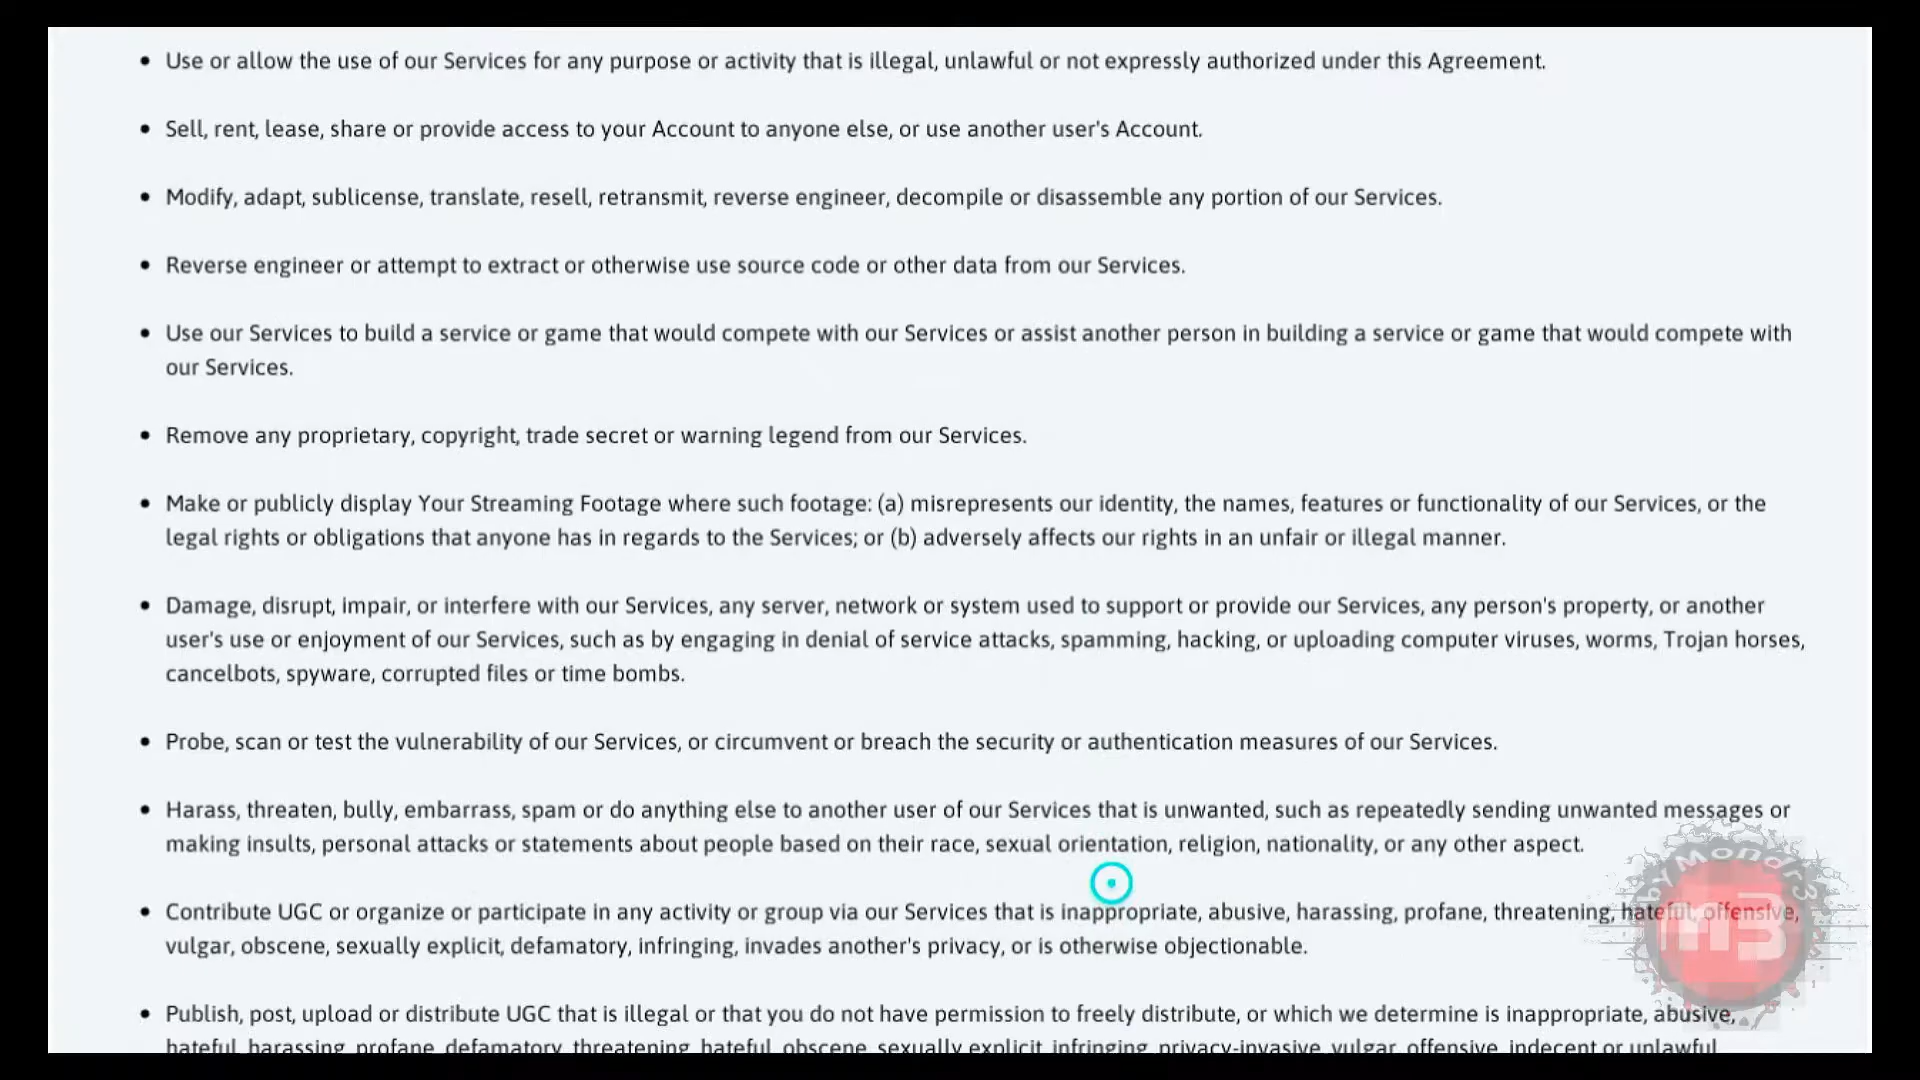 Use or allow the use of our Services for any purpose or activity that is illegal, unlawful or not expressly authorized under this Agreement.
Sell, rent, lease, share or provide access to your Account to anyone else, or use another user's Account.
Modify, adapt, sublicense, translate, resell, retransmit, reverse engineer, decompile or disassemble any portion of our Services.
Reverse engineer or attempt to extract or otherwise use source code or other data from our Services.
Use our Services to build a service or game that would compete with our Services or assist another person in building a service or game that would compete with
our Services.
Remove any proprietary, copyright, trade secret or warning legend from our Services.
Make or publicly display Your Streaming Footage where such footage: (a) misrepresents our identity, the names, features or functionality of our Services, or the
legal rights or obligations that anyone has in regards to the Services; or (b) adversely affects our rights in an unfair or illegal manner.
Damage, disrupt, impair, or interfere with our Services, any server, network or system used to support or provide our Services, any person's property, or another
user's use or enjoyment of our Services, such as by engaging in denial of service attacks, spamming, hacking, or uploading computer viruses, worms, Trojan horses,
cancelbots, spyware, corrupted files or time bombs.
Probe, scan or test the vulnerability of our Services, or circumvent or breach the security or authentication measures of our Services.
Harass, threaten, bully, embarrass, spam or do anything else to another user of our Services that is unwanted, such as repeatedly sending unwanted messages or
making insults, personal attacks or statements about people based on their race, sexual orientation, religion, nationality, or any other aspect.
Contribute UGC or organize or participate in any activity or group via our Services that is inappropriate, abusive, harassing, profane, threatening, hateful, offensive,
vulgar, obscene, sexually explicit, defamatory, infringing, invades another's privacy, or is otherwise objectionable.
Publish, post, upload or distribute UGC that is illegal or that you do not have permission to freely distribute, or which we determine is inappropriate, abusive,
hateful, harassing, profane, defamatory, threatening, hateful, obscene, sexually explicit, infringing, privacy-invasive, vulgar, offensive, indecent or unlawful
M3